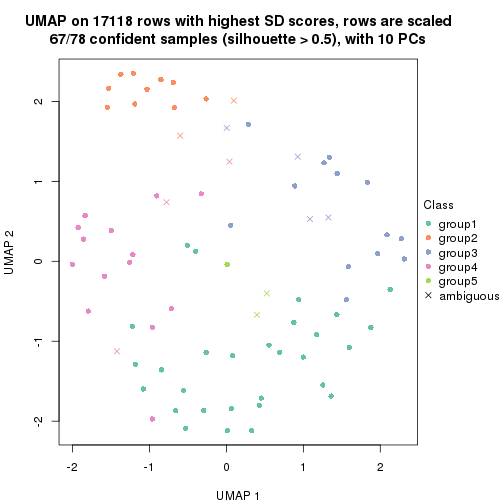 UMAP on 17118 rows with highest SD scores, rows are scaled
67/78 confident samples (silhouette > 0.5), with 10 PCs
UMAP 2
2
1
0
-1
-2
-2
-1
0
1
2
UMAP 1
Class
group1
group2
group3
group4
group5
ambiguous